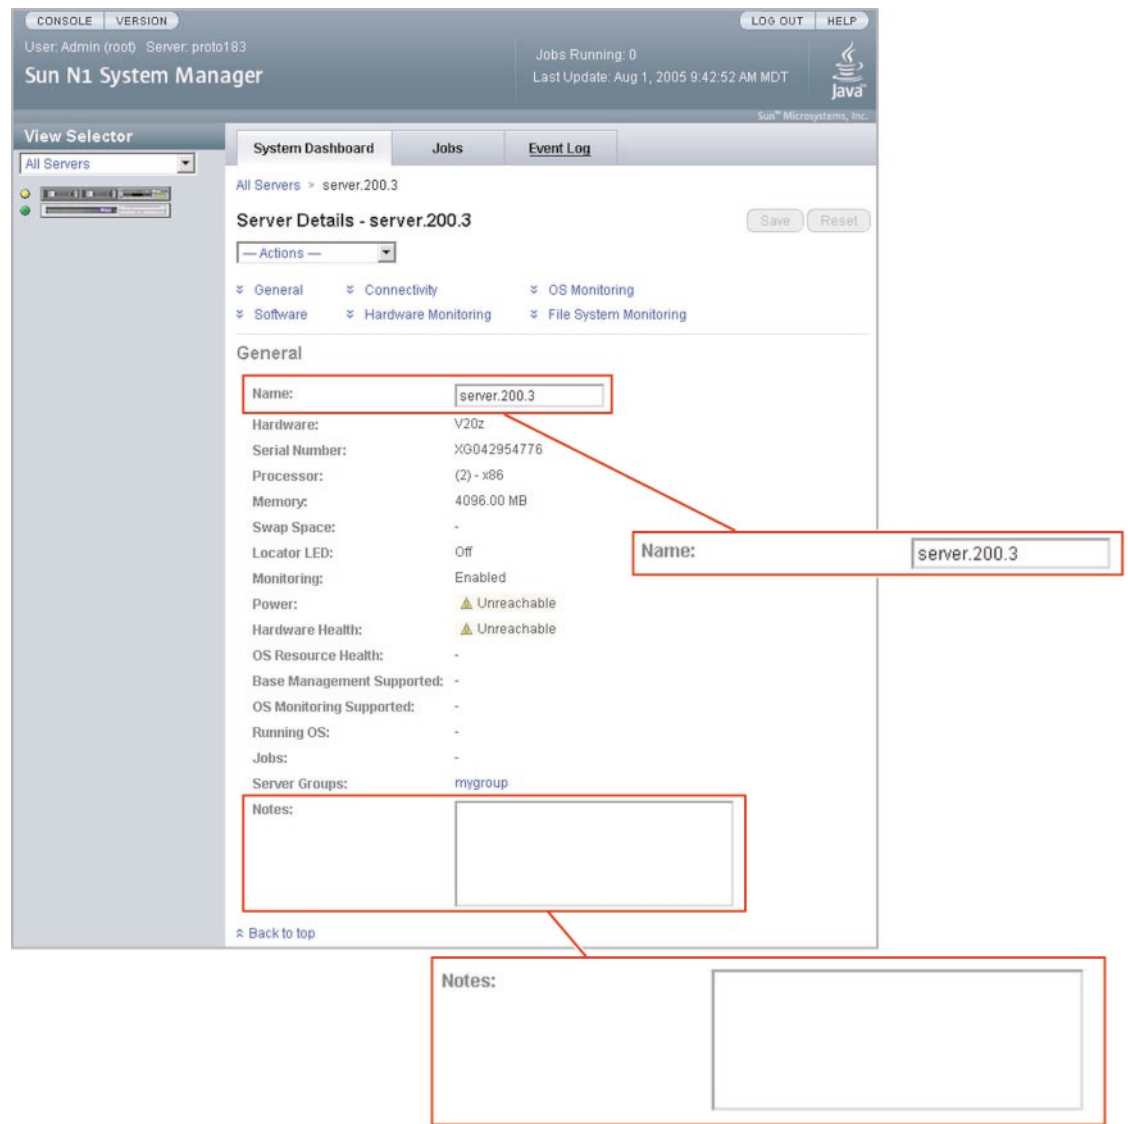 CONSOLE VERSION LOG OUT HELP
User: Admin (root) Server: proto183
Jobs Running: 0
Sun N1 System Manager
Last Update: Aug 1, 2005 9:42:52 AM MDT
Java
Sun™ Microsystems, Inc.
View Selector
All Servers
System Dashboard Jobs Event Log
All Servers > server.200.3
Server Details - server.200.3
Save Reset
— Actions —
General Connectivity OS Monitoring
Software Hardware Monitoring File System Monitoring
General
Name: server.200.3
Hardware: V20z
Serial Number: XG042954776
Processor: (2) - x86
Memory: 4096.00 MB
Swap Space: -
Locator LED: Off
Name: server.200.3
Monitoring: Enabled
Power: Unreachable
Hardware Health: Unreachable
OS Resource Health: -
Base Management Supported: -
OS Monitoring Supported: -
Running OS: -
Jobs: -
Server Groups: mygroup
Notes:
Back to top
Notes: